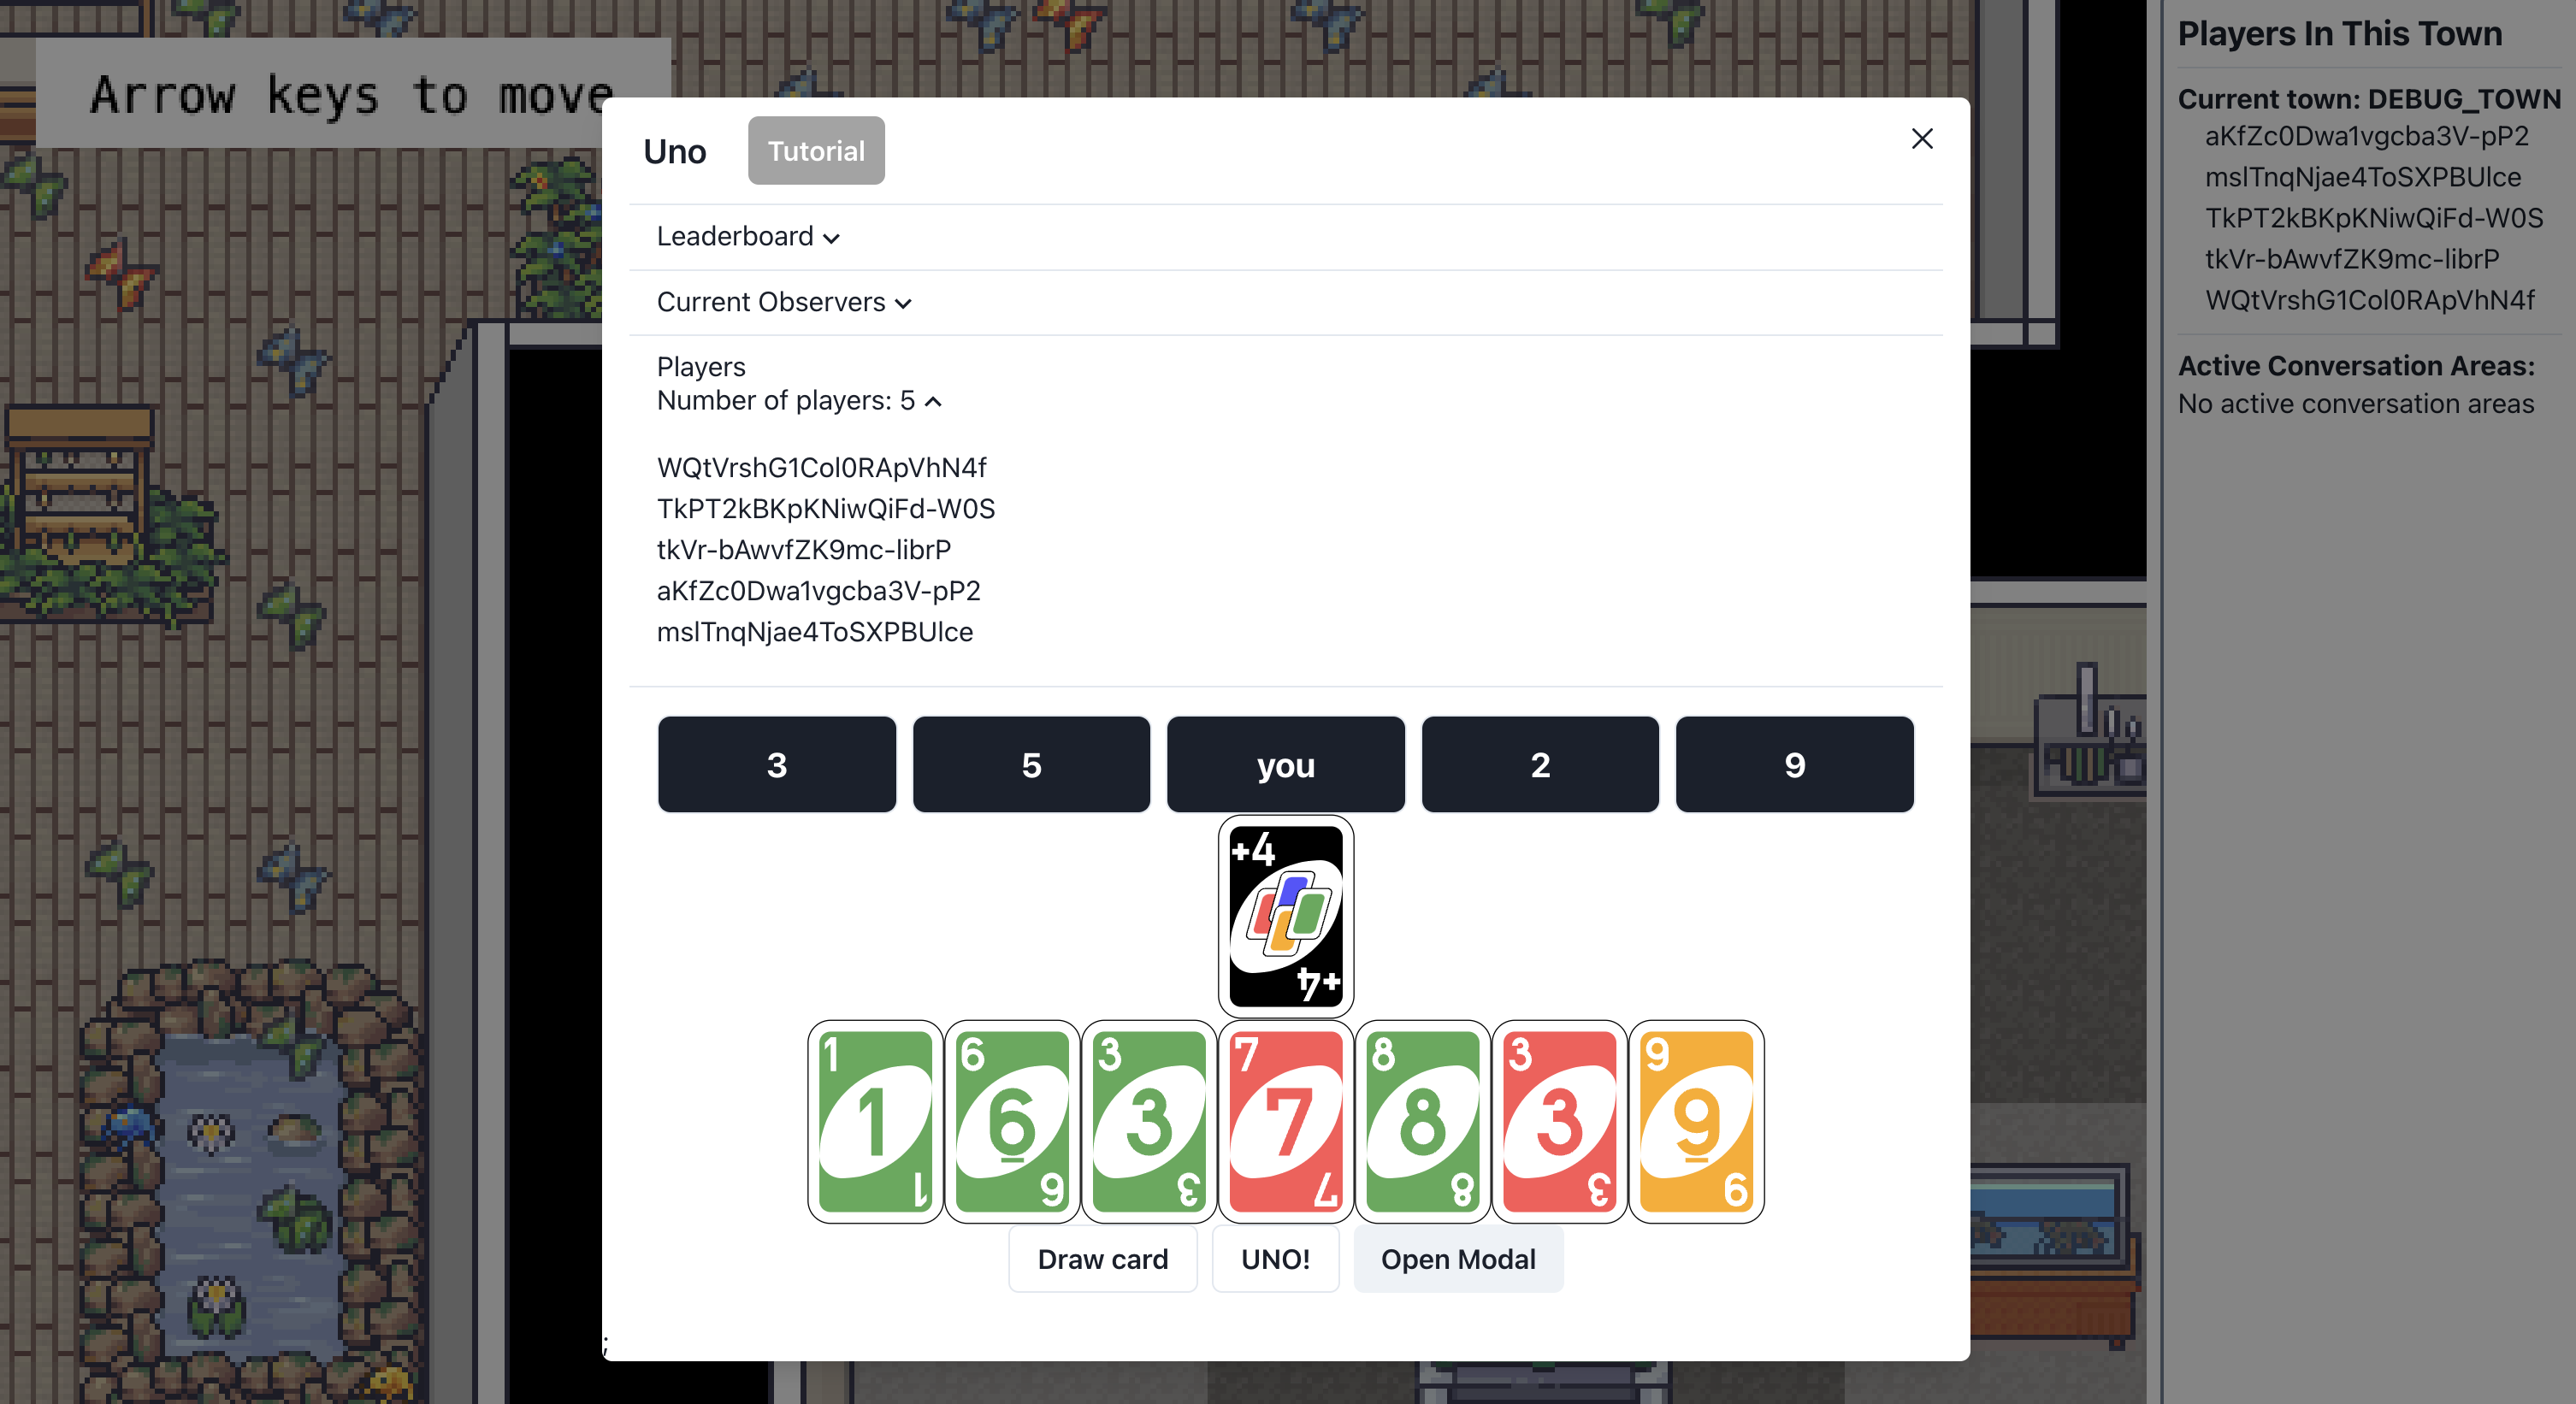 Arrow keys to move
Uno
Tutorial
Leaderboard
Current Observers
Players
Number of players: 5
WQtVrshG1Col0RApVhN4f
TkPT2kBKpKNiwQiFd-W0S
tkVr-bAwvfZK9mc-librP
aKfZc0Dwa1vgcba3V-pP2
mslTnqNjae4ToSXPBUlce
3 5 you 2 9
+4
+4
1 6 3 7 8 3 9
1 6 3 7 8 3 9
1 6 3 7 8 3 9
Draw card UNO! Open Modal
;
Players In This Town
Current town: DEBUG_TOWN
aKfZc0Dwa1vgcba3V-pP2
mslTnqNjae4ToSXPBUlce
TkPT2kBKpKNiwQiFd-W0S
tkVr-bAwvfZK9mc-librP
WQtVrshG1Col0RApVhN4f
Active Conversation Areas:
No active conversation areas